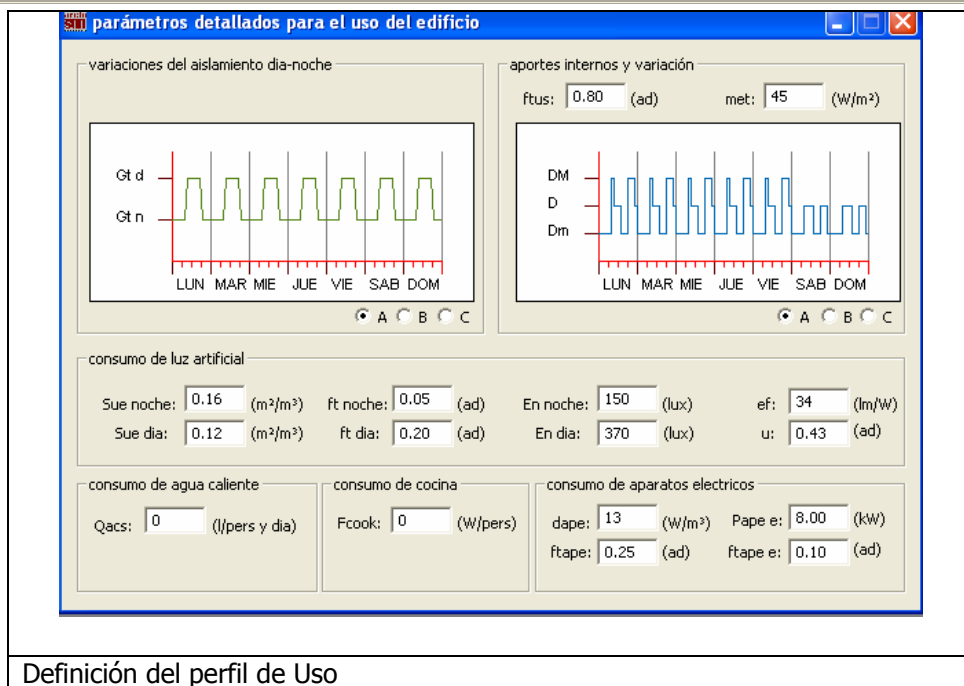 parámetros detallados para el uso del edificio
variaciones del aislamiento dia-noche
Gt d
Gt n
LUN MAR MIE JUE VIE SAB DOM
A B C
aportes internos y variación
ftus: 0.80 (ad) met: 45 (W/m²)
DM
D
Dm
LUN MAR MIE JUE VIE SAB DOM
A B C
consumo de luz artificial
Sue noche: 0.16 (m²/m³) ft noche: 0.05 (ad) En noche: 150 (lux) ef: 34 (lm/W)
Sue dia: 0.12 (m²/m³) ft dia: 0.20 (ad) En dia: 370 (lux) u: 0.43 (ad)
consumo de agua caliente
Qacs: 0 (l/pers y dia)
consumo de cocina
Fcook: 0 (W/pers)
consumo de aparatos electricos
dape: 13 (W/m³) Pape e: 8.00 (kW)
ftape: 0.25 (ad) ftape e: 0.10 (ad)
Definición del perfil de Uso